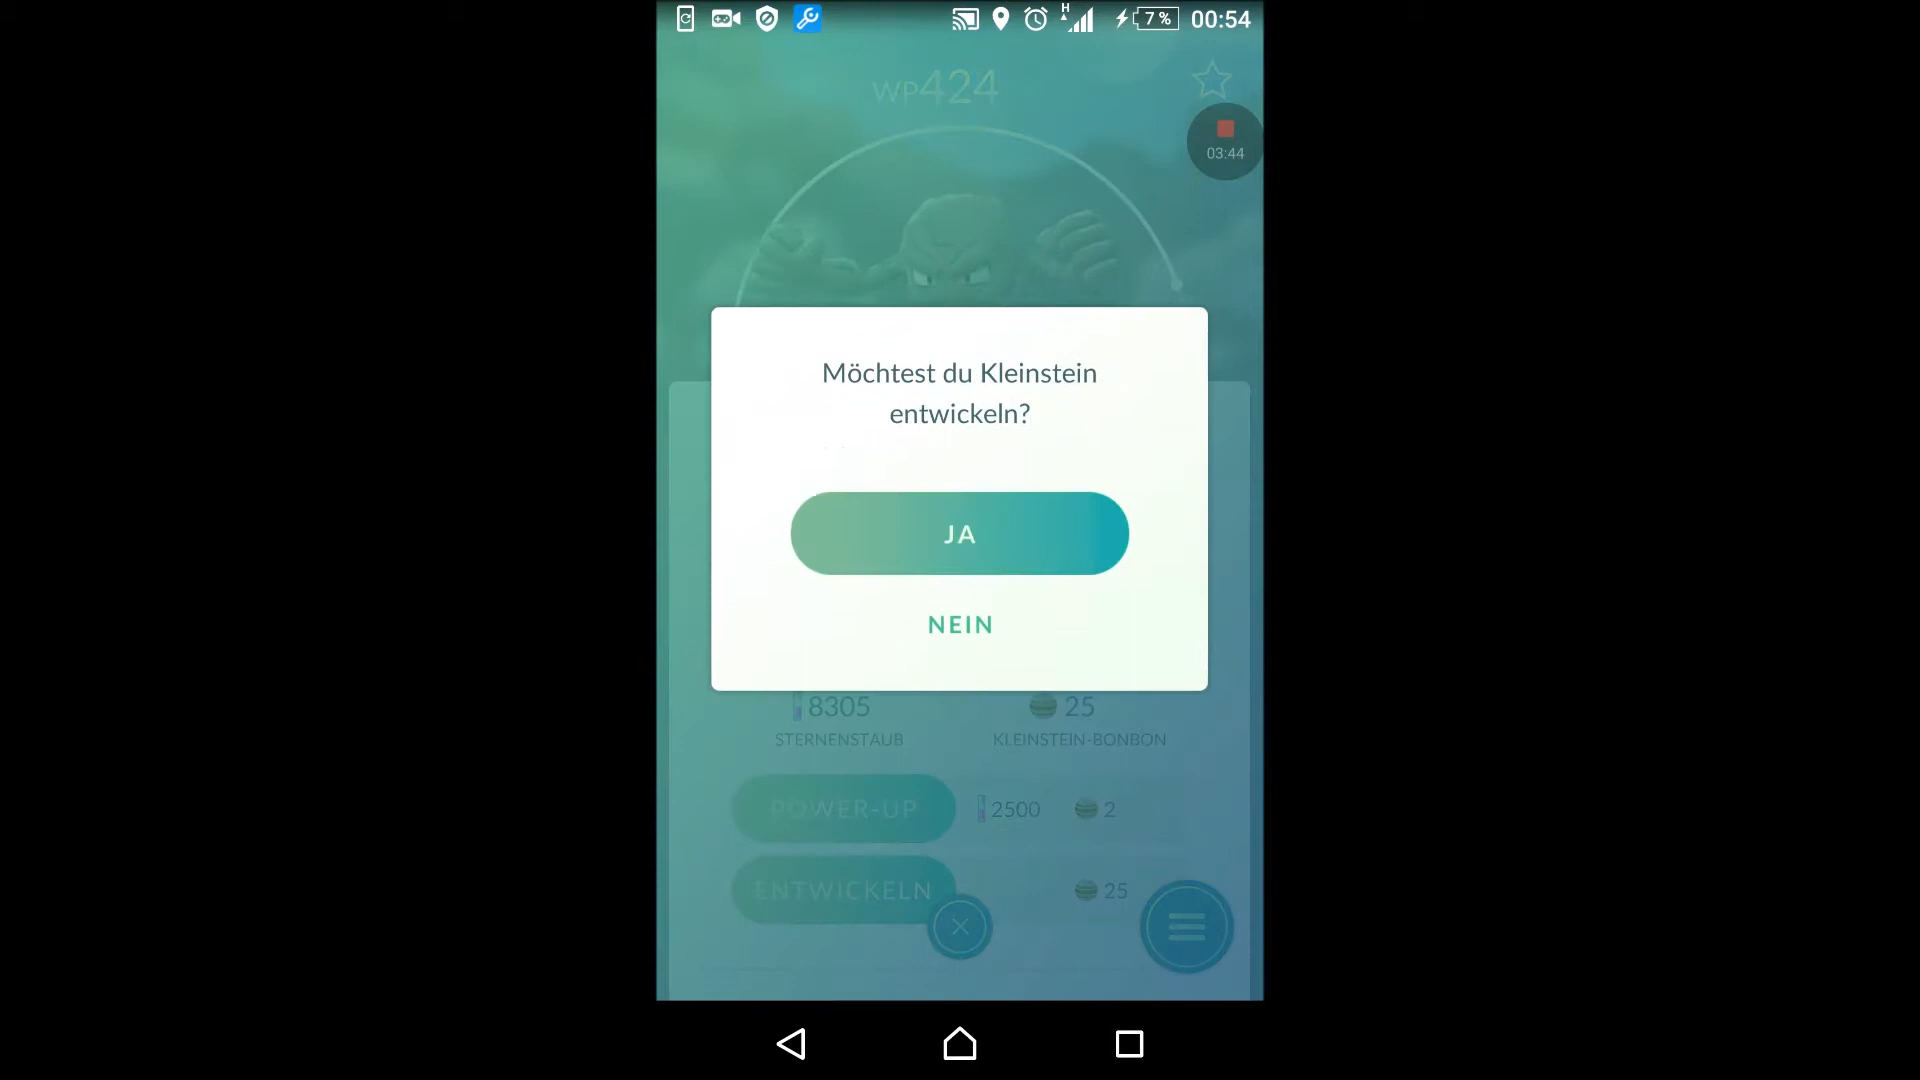 H
7 %
00:54
WP424
03:44
Möchtest du Kleinstein
entwickeln?
JA
NEIN
8305
25
STERNENSTAUB
KLEINSTEIN-BONBON
POWER-UP
2500
2
ENTWICKELN
25